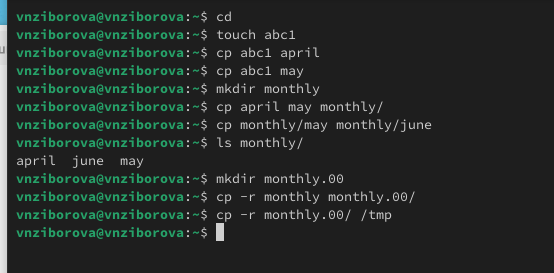 vnziborova@vnziborova:~$ cd
vnziborova@vnziborova:~$ touch abc1
vnziborova@vnziborova:~$ cp abc1 april
vnziborova@vnziborova:~$ cp abc1 may
vnziborova@vnziborova:~$ mkdir monthly
vnziborova@vnziborova:~$ cp april may monthly/
vnziborova@vnziborova:~$ cp monthly/may monthly/june
vnziborova@vnziborova:~$ ls monthly/
april  june  may
vnziborova@vnziborova:~$ mkdir monthly.00
vnziborova@vnziborova:~$ cp -r monthly monthly.00/
vnziborova@vnziborova:~$ cp -r monthly.00/ /tmp
vnziborova@vnziborova:~$